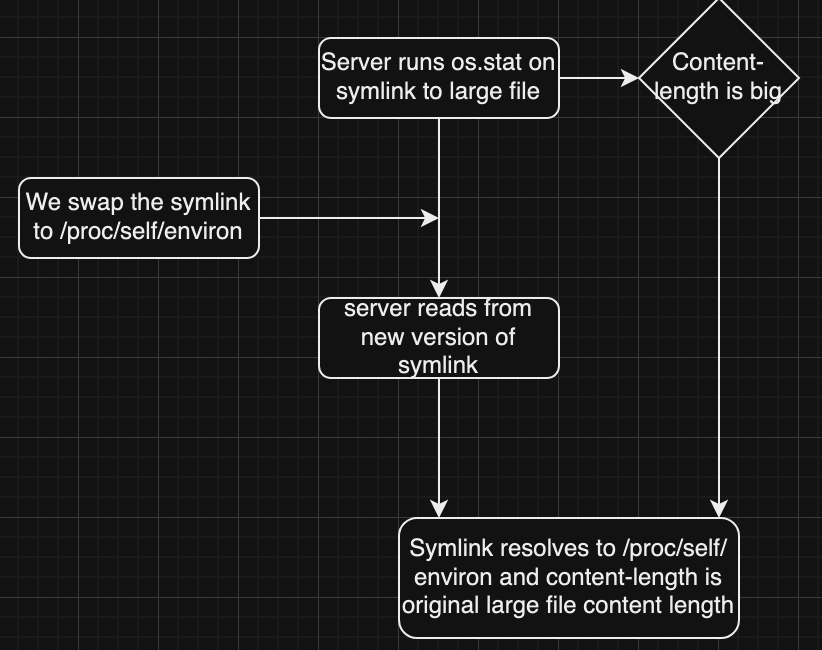 Server runs os.stat on
symlink to large file
Content-
length is big
We swap the symlink
to /proc/self/environ
server reads from
new version of
symlink
Symlink resolves to /proc/self/
environ and content-length is
original large file content length